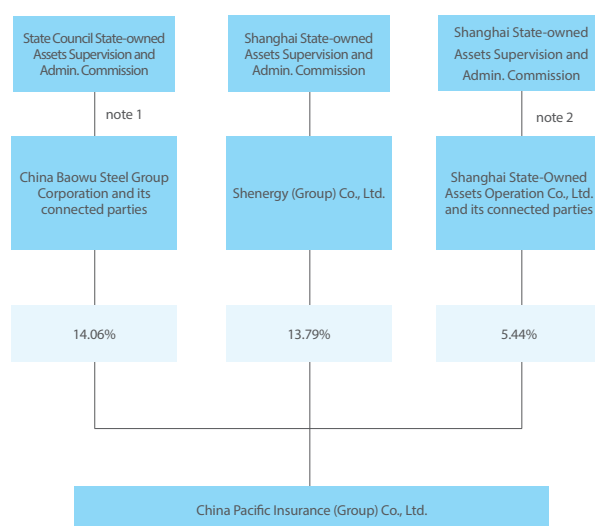 State Council State-owned
Assets Supervision and
Admin. Commission
Shanghai State-owned
Assets Supervision and
Admin. Commission
Shanghai State-owned
Assets Supervision and
Admin. Commission
note 1
note 2
China Baowu Steel Group
Corporation and its
connected parties
Shenergy (Group) Co., Ltd.
Shanghai State-Owned
Assets Operation Co., Ltd.
and its connected parties
14.06%
13.79%
5.44%
China Pacific Insurance (Group) Co., Ltd.